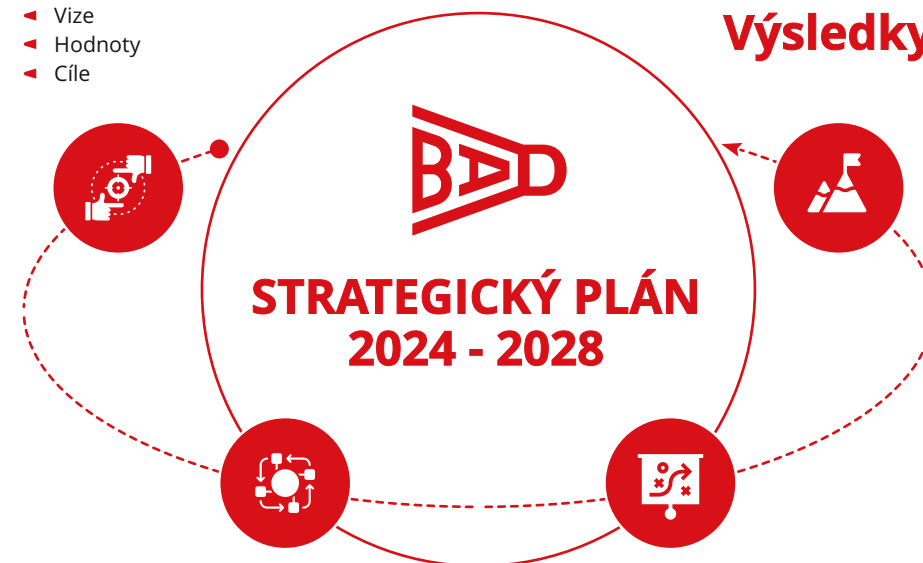 Vize
Hodnoty
Cíle
Výsledky
BAD
STRATEGICKÝ PLÁN
2024 - 2028